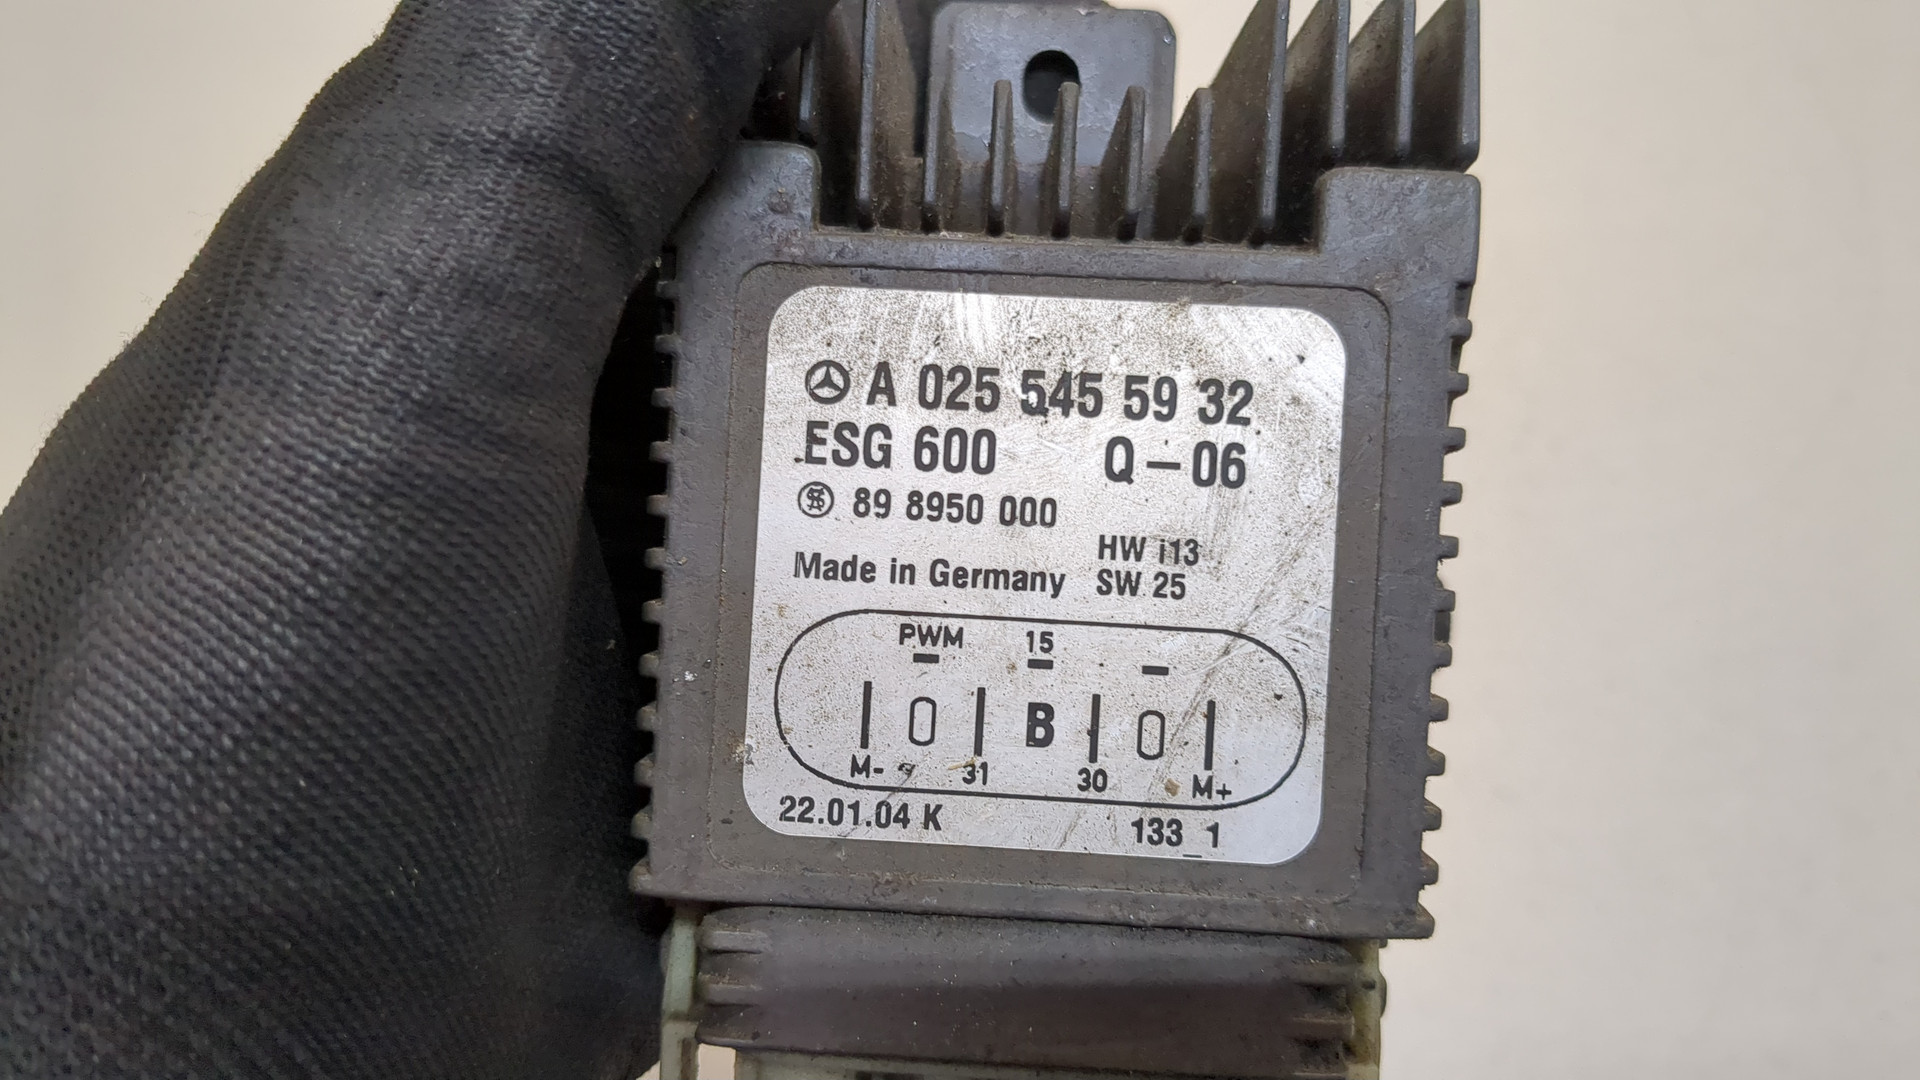 A 025 545 59 32
ESG 600 Q - 06
89 8950 000
HW i13
Made in Germany SW 25
PWM 15
B
M- 31 30 M+
22.01.04 K 133_1